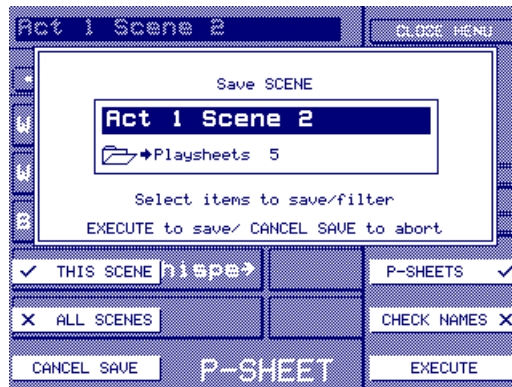 Act 1 Scene 2
CLOSE MENU
Save SCENE
Act 1 Scene 2
Playsheets 5
W
Select items to save/filter
W
EXECUTE to save/ CANCEL SAVE to abort
B
THIS SCENE
hispe
P-SHEETS
ALL SCENES
CHECK NAMES
CANCEL SAVE
P-SHEET
EXECUTE